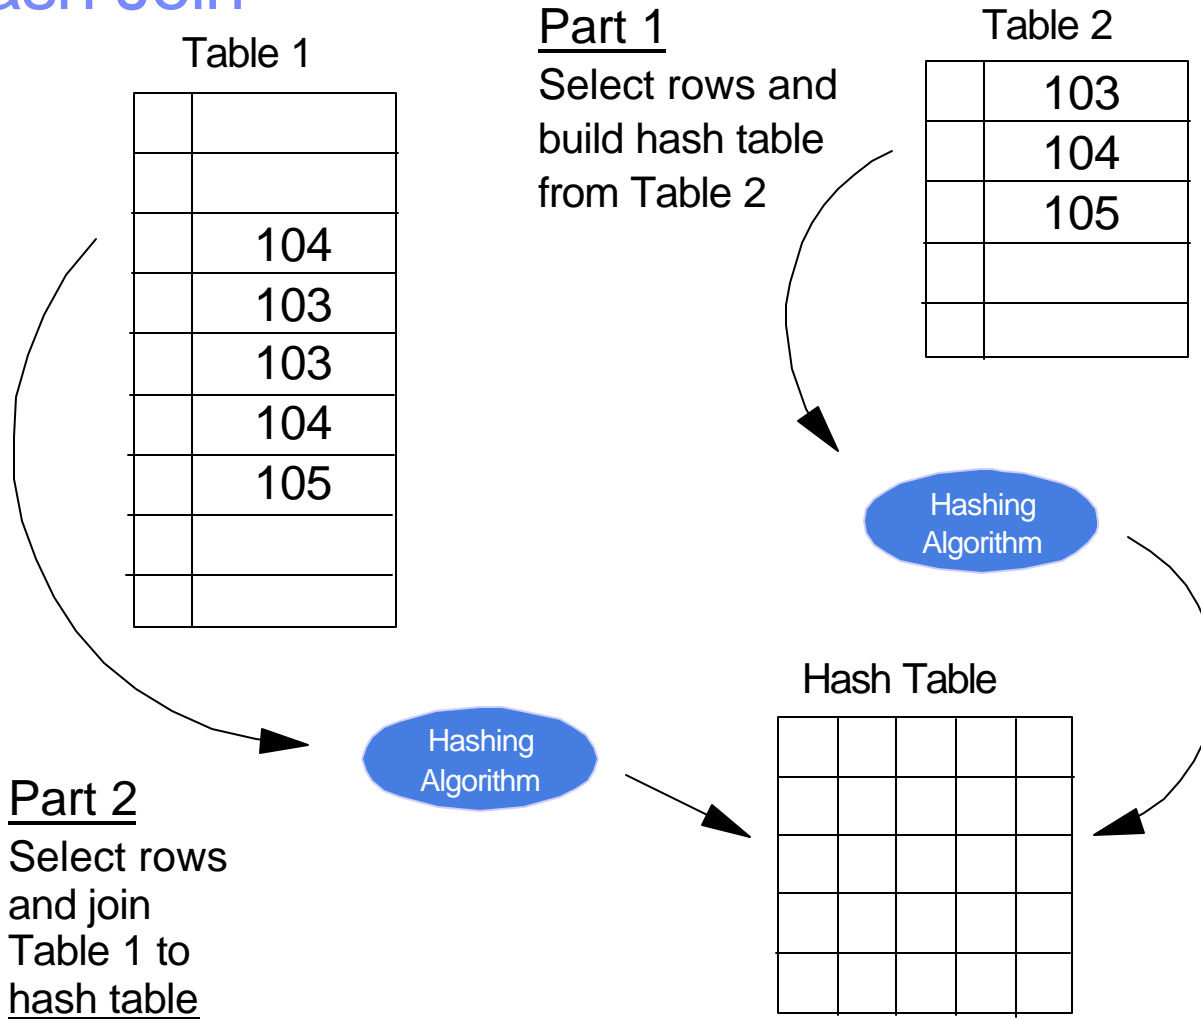 Join
Table 1
104
103
103
104
105
Part 1
Select rows and
build hash table
from Table 2
Table 2
103
104
105
Hashing
Algorithm
Hashing
Algorithm
Hash Table
Part 2
Select rows
and join
Table 1 to
hash table